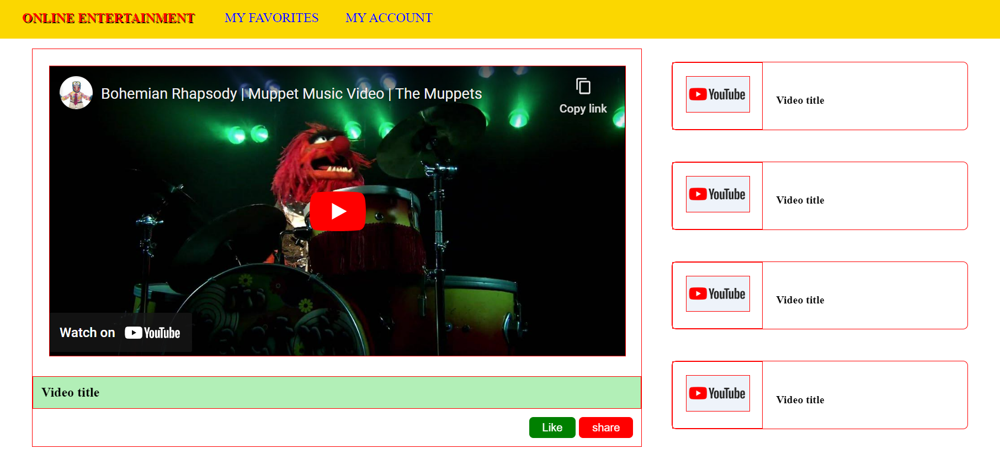 ONLINE ENTERTAINMENT MY FAVORITES MY ACCOUNT
Bohemian Rhapsody | Muppet Music Video | The Muppets
Copy link
Watch on YouTube
Video title
Like share
YouTube Video title
YouTube Video title
YouTube Video title
YouTube Video title